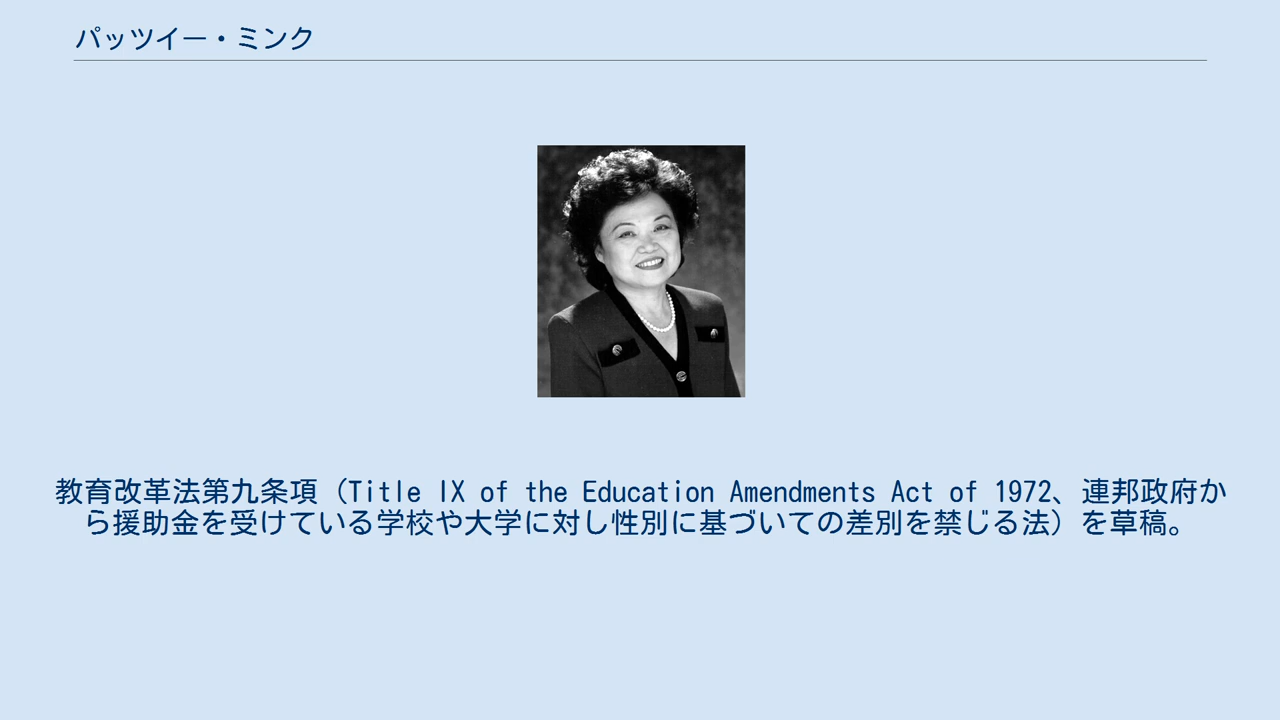 パッツイー・ミンク
教育改革法第九条項（Title IX of the Education Amendments Act of 1972、連邦政府か
ら援助金を受けている学校や大学に対し性別に基づいての差別を禁じる法）を草稿。